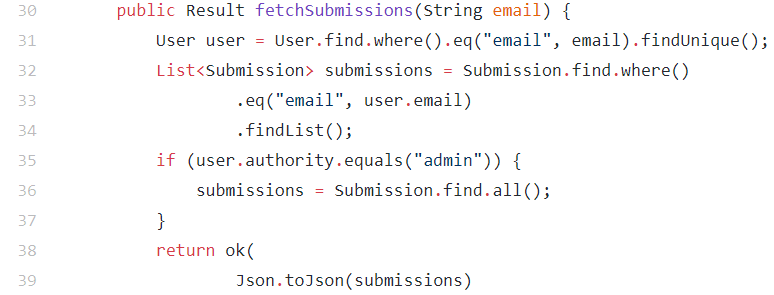 30 public Result fetchSubmissions(String email) {
31 User user = User.find.where().eq("email", email).findUnique();
32 List<Submission> submissions = Submission.find.where()
33 .eq("email", user.email)
34 .findList();
35 if (user.authority.equals("admin")) {
36 submissions = Submission.find.all();
37 }
38 return ok(
39 Json.toJson(submissions)